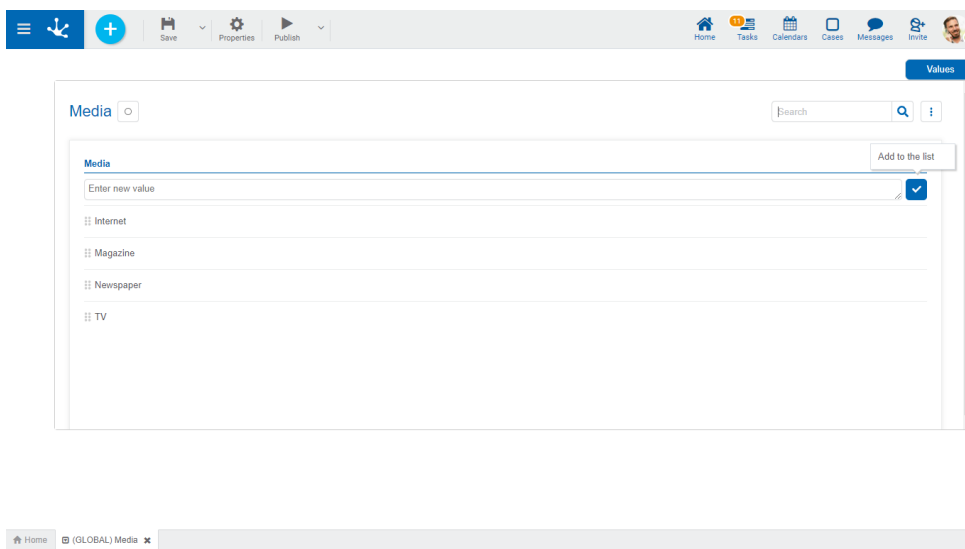 Save
Properties
Publish
Home
11
Tasks
Calendars
Cases
Messages
Invite
Values
Media
Search
Add to the list
Media
Enter new value
Internet
Magazine
Newspaper
TV
Home
(GLOBAL) Media